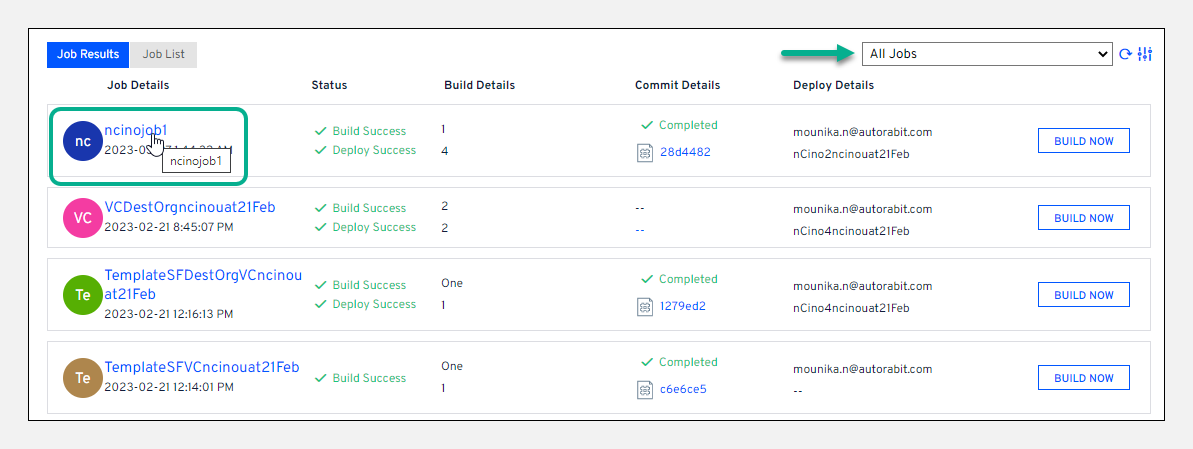 Job Results
Job List
All Jobs
Job Details
Status
Build Details
Commit Details
Deploy Details
nc
ncinojob1
ncinojob1
Build Success
Deploy Success
1
4
Completed
28d4482
mounika.n@autorabit.com
nCino2ncinouat21Feb
BUILD NOW
VC
VCDestOrgncinouat21Feb
2023-02-21 8:45:07 PM
Build Success
Deploy Success
2
2
--
--
mounika.n@autorabit.com
nCino4ncinouat21Feb
BUILD NOW
Te
TemplateSFDestOrgVCncinou
at21Feb
2023-02-21 12:16:13 PM
Build Success
Deploy Success
One
1
Completed
1279ed2
mounika.n@autorabit.com
nCino4ncinouat21Feb
BUILD NOW
Te
TemplateSFVCncinouat21Feb
2023-02-21 12:14:01 PM
Build Success
One
1
Completed
c6e6ce5
mounika.n@autorabit.com
--
BUILD NOW